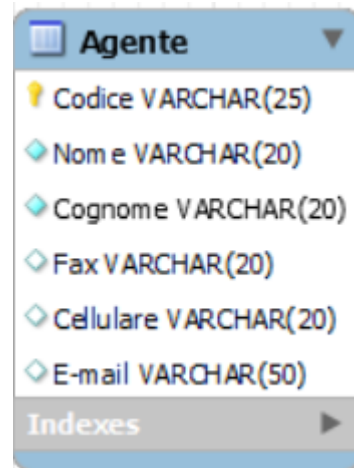 Agente
Codice VARCHAR(25)
Nome VARCHAR(20)
Cognome VARCHAR(20)
Fax VARCHAR(20)
Cellulare VARCHAR(20)
E-mail VARCHAR(50)
Indexes